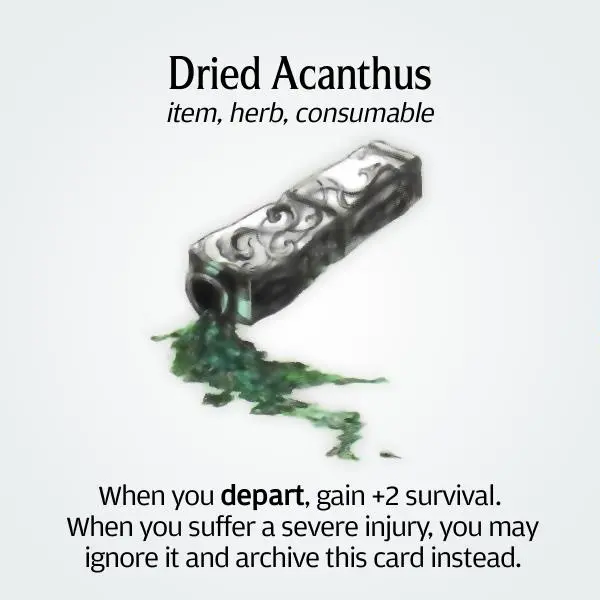 Dried Acanthus
item, herb, consumable
When you depart, gain +2 survival.
When you suffer a severe injury, you may
ignore it and archive this card instead.